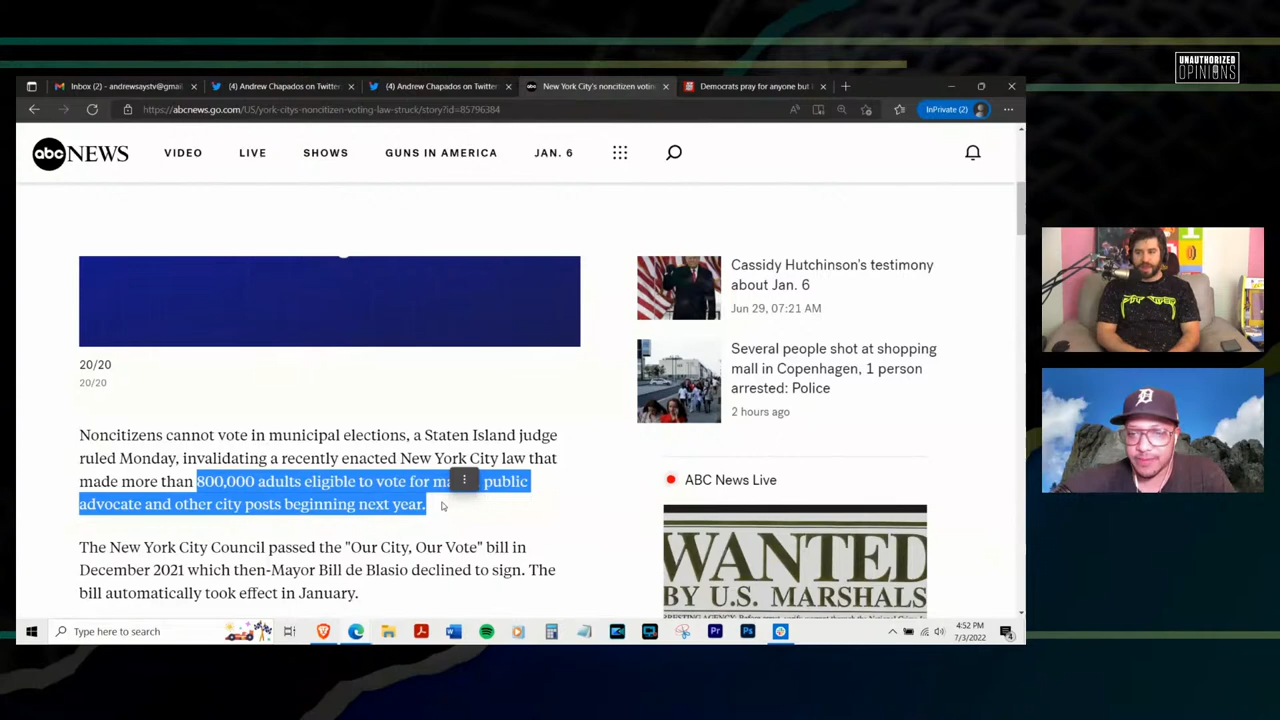 UNAUTHORIZED
OPINIONS
Inbox (2) - andrewsaystv@gmail
(4) Andrew Chapados on Twitter:
(4) Andrew Chapados on Twitter:
New York City's noncitizen voting
Democrats pray for anyone but
https://abcnews.go.com/US/york-citys-noncitizen-voting-law-struck/story?id=85796384
InPrivate (2)
abc NEWS
VIDEO
LIVE
SHOWS
GUNS IN AMERICA
JAN. 6
20/20
20/20
Noncitizens cannot vote in municipal elections, a Staten Island judge
ruled Monday, invalidating a recently enacted New York City law that
made more than 800,000 adults eligible to vote for public
advocate and other city posts beginning next year.
The New York City Council passed the "Our City, Our Vote" bill in
December 2021 which then-Mayor Bill de Blasio declined to sign. The
bill automatically took effect in January.
Cassidy Hutchinson's testimony
about Jan. 6
Jun 29, 07:21 AM
Several people shot at shopping
mall in Copenhagen, 1 person
arrested: Police
2 hours ago
ABC News Live
WANTED
BY U.S. MARSHALS
Type here to search
4:52 PM
7/3/2022